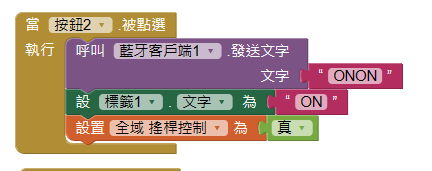 當 按鈕2 .被點選
執行 呼叫 藍牙客戶端1 .發送文字
文字 “ ONON ”
設 標籤1 . 文字 為 “ ON ”
設置 全域 搖桿控制 為 真